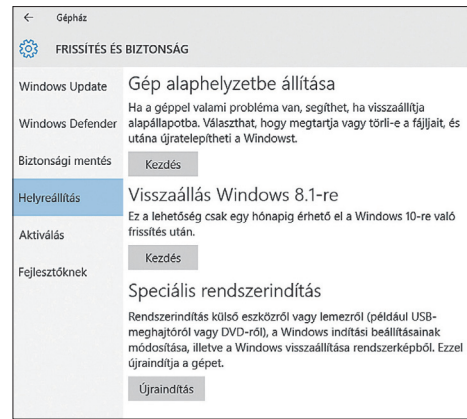 ← Gépház
FRISSÍTÉS ÉS BIZTONSÁG
Windows Update
Windows Defender
Biztonsági mentés
Helyreállítás
Aktiválás
Fejlesztőknek
Gép alaphelyzetbe állítása
Ha a géppel valami probléma van, segíthet, ha visszaállítja
alapállapotba. Választhat, hogy megtartja vagy törli-e a fájljait, és
utána újratelepítheti a Windowst.
Kezdés
Visszaállás Windows 8.1-re
Ez a lehetőség csak egy hónapig érhető el a Windows 10-re való
frissítés után.
Kezdés
Speciális rendszerindítás
Rendszerindítás külső eszközről vagy lemezről (például USB-
meghajtóról vagy DVD-ről), a Windows indítási beállításainak
módosítása, illetve a Windows visszaállítása rendszerképből. Ezzel
újraindítja a gépet.
Újraindítás